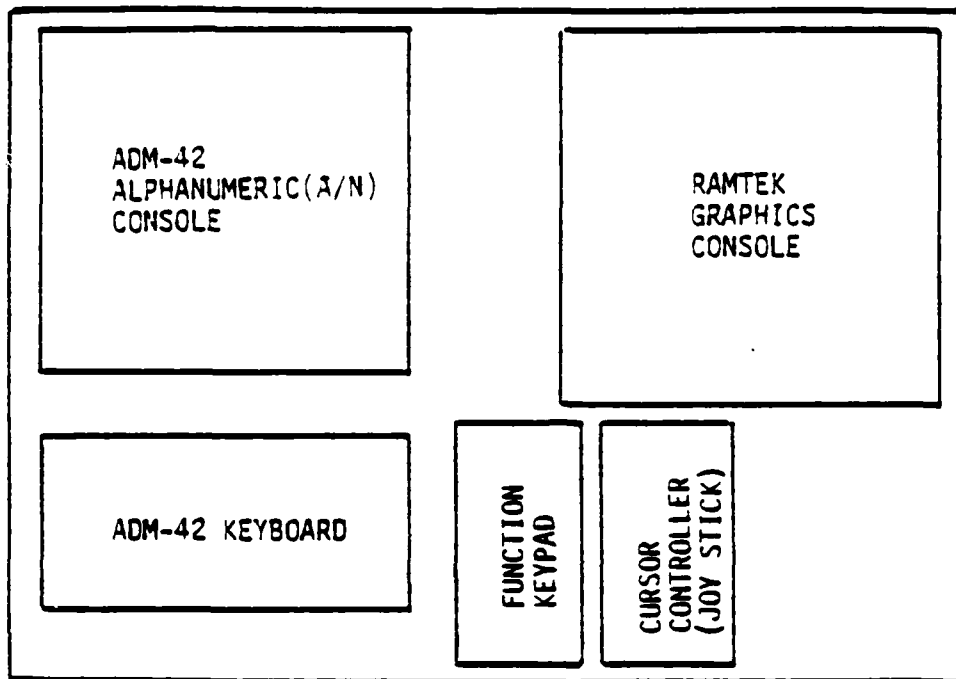 ADM-42
ALPHANUMERIC(A/N)
CONSOLE
RAMTEK
GRAPHICS
CONSOLE
ADM-42 KEYBOARD
FUNCTION
KEYPAD
CURSOR
CONTROLLER
(JOY STICK)